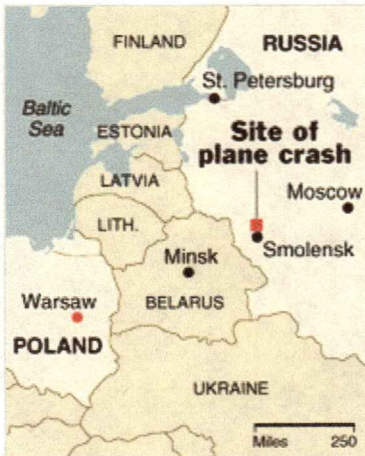 FINLAND
RUSSIA
St. Petersburg
Baltic
Sea
ESTONIA
Site of
plane crash
LATVIA
Moscow
LITH.
Smolensk
Minsk
Warsaw
BELARUS
POLAND
UKRAINE
Miles 250